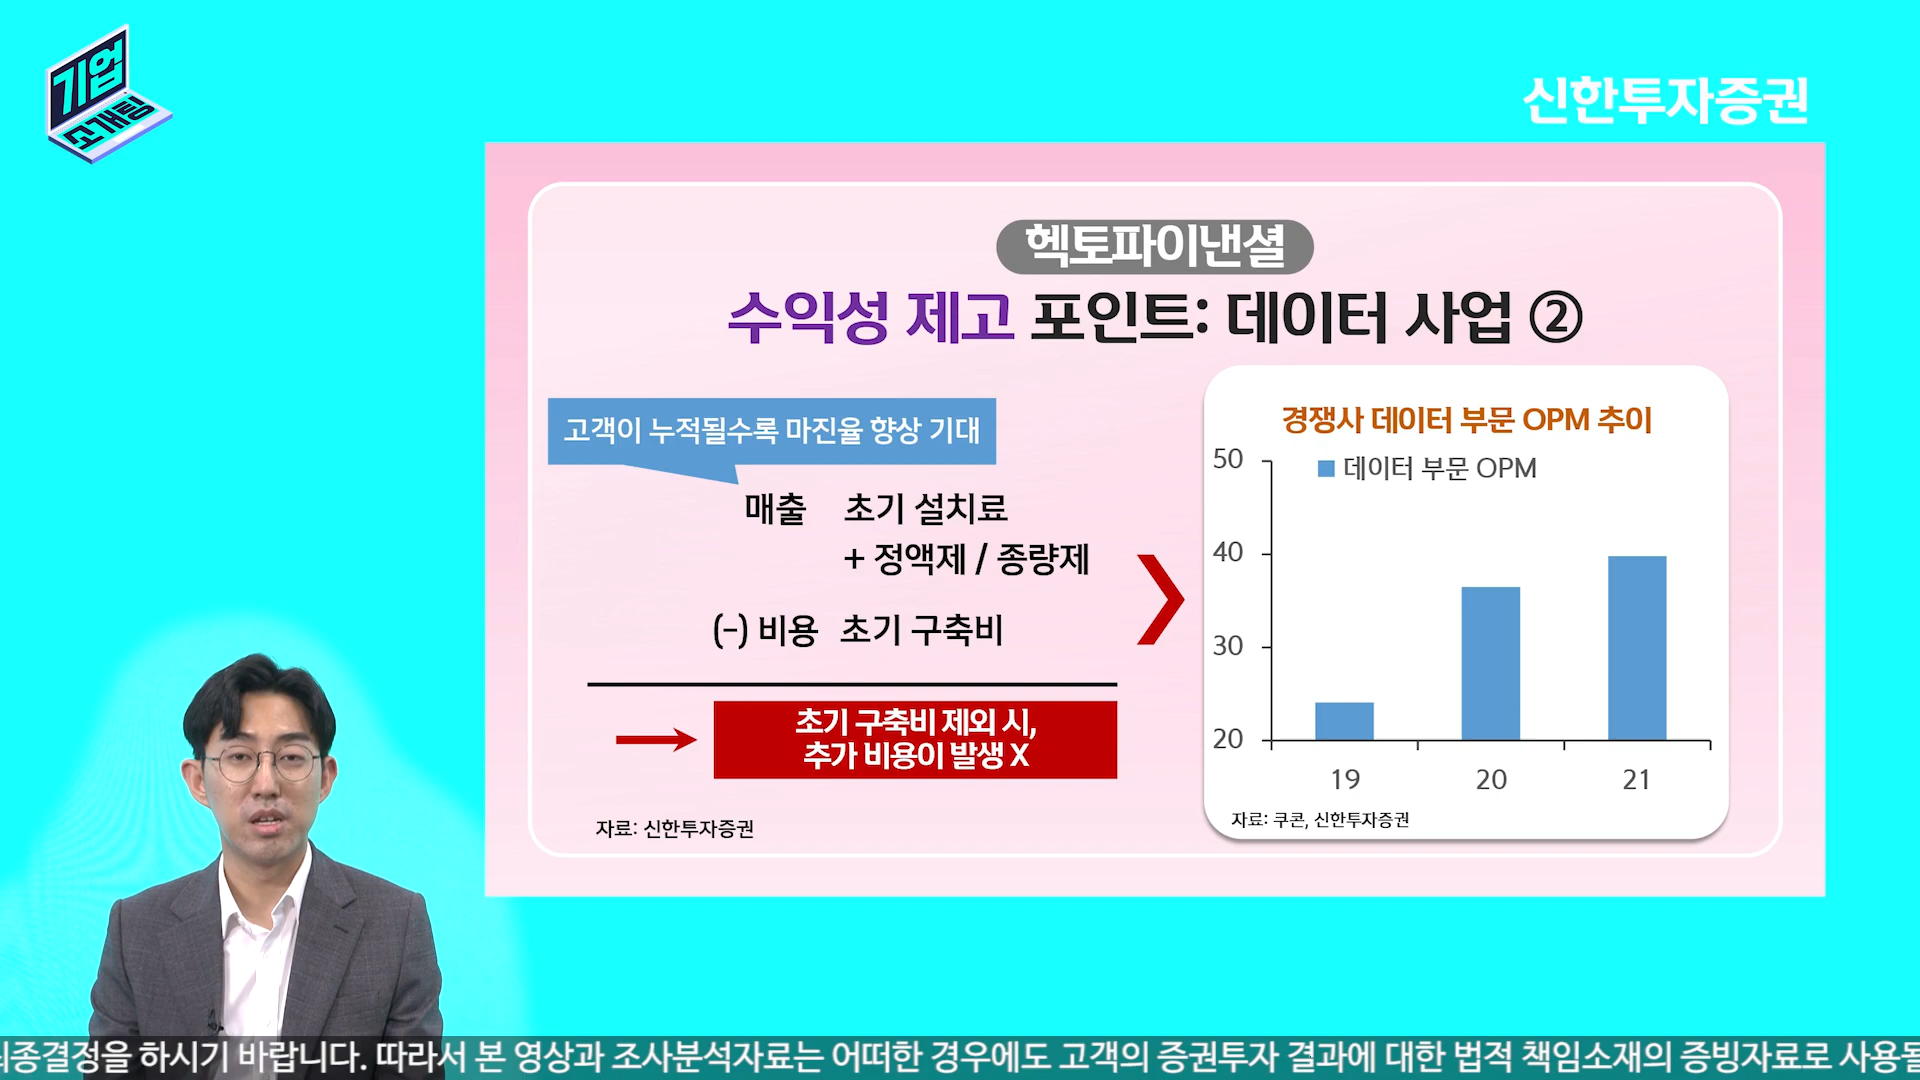 기업
소개팅
신한투자증권
헥토파이낸셜
수익성 제고 포인트: 데이터 사업 ②
고객이 누적될수록 마진율 향상 기대
매출 초기 설치료
+ 정액제 / 종량제
(-) 비용 초기 구축비
초기 구축비 제외 시,
추가 비용이 발생 X
자료: 신한투자증권
경쟁사 데이터 부문 OPM 추이
데이터 부문 OPM
50
40
30
20
19 20 21
자료: 쿠콘, 신한투자증권
최종결정을 하시기 바랍니다. 따라서 본 영상과 조사분석자료는 어떠한 경우에도 고객의 증권투자 결과에 대한 법적 책임소재의 증빙자료로 사용될